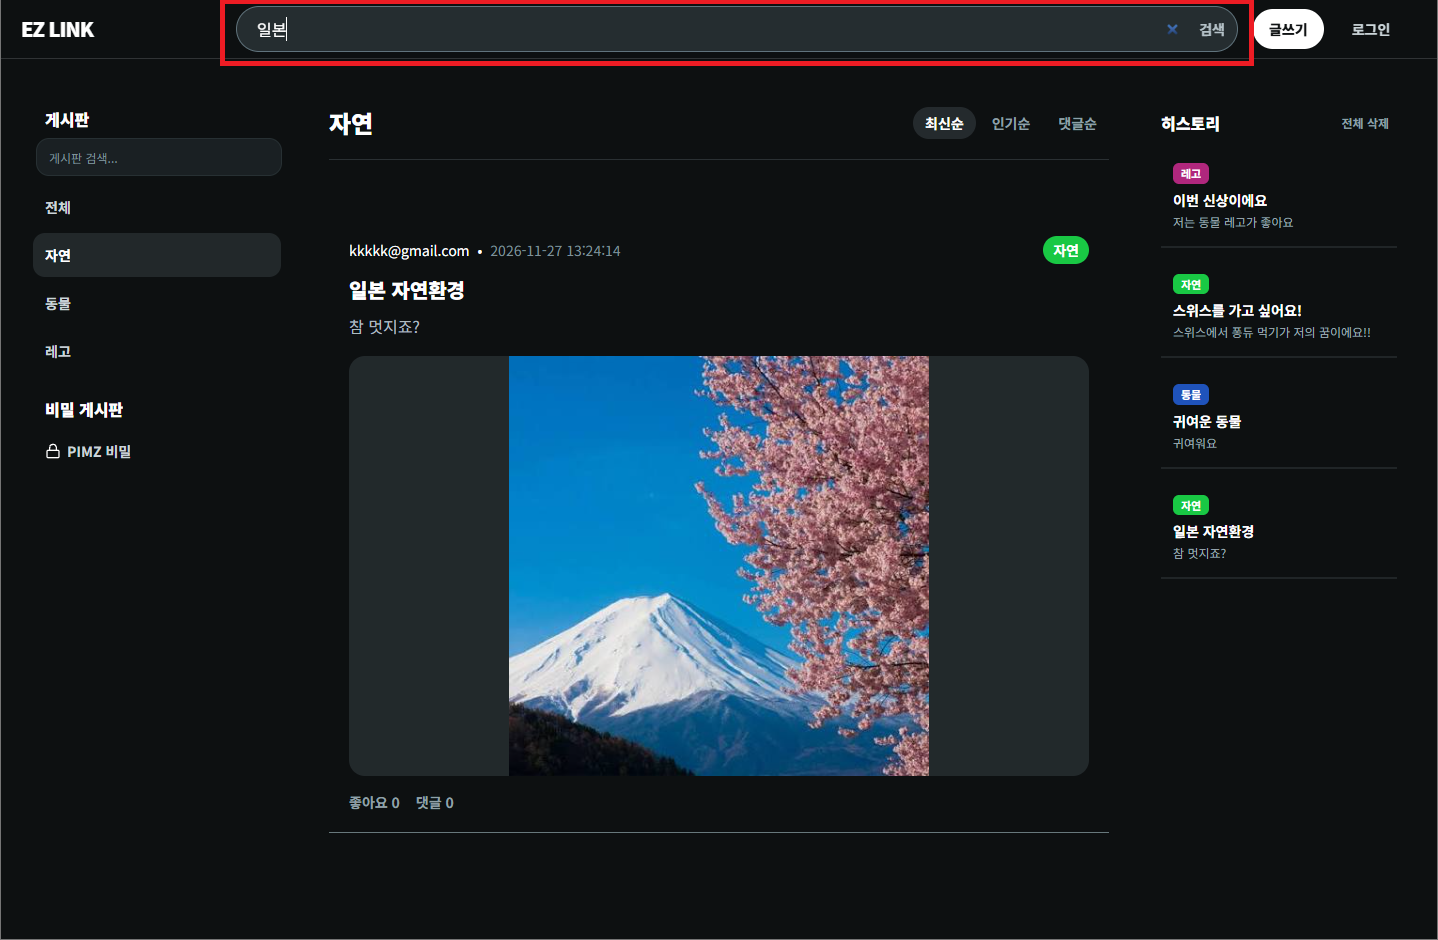 EZ LINK
일본
검색
글쓰기
로그인
게시판
게시판 검색...
전체
자연
동물
레고
비밀 게시판
PIMZ 비밀
자연
최신순
인기순
댓글순
kkkkk@gmail.com • 2026-11-27 13:24:14
자연
일본 자연환경
참 멋지죠?
좋아요 0 댓글 0
히스토리
전체 삭제
레고
이번 신상이에요
저는 동물 레고가 좋아요
자연
스위스를 가고 싶어요!
스위스에서 퐁듀 먹기가 저의 꿈이에요!!
동물
귀여운 동물
귀여워요
자연
일본 자연환경
참 멋지죠?